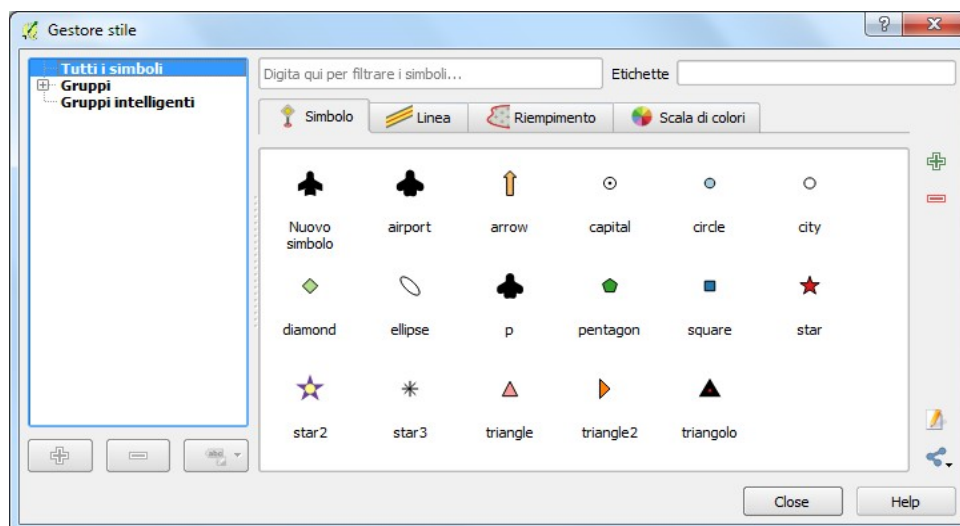 Gestore stile
Tutti i simboli
Gruppi
Gruppi intelligenti
Digita qui per filtrare i simboli...
Etichette
Simbolo
Linea
Riempimento
Scala di colori
Nuovo simbolo
airport
arrow
capital
circle
city
diamond
ellipse
p
pentagon
square
star
star2
star3
triangle
triangle2
triangolo
Close
Help